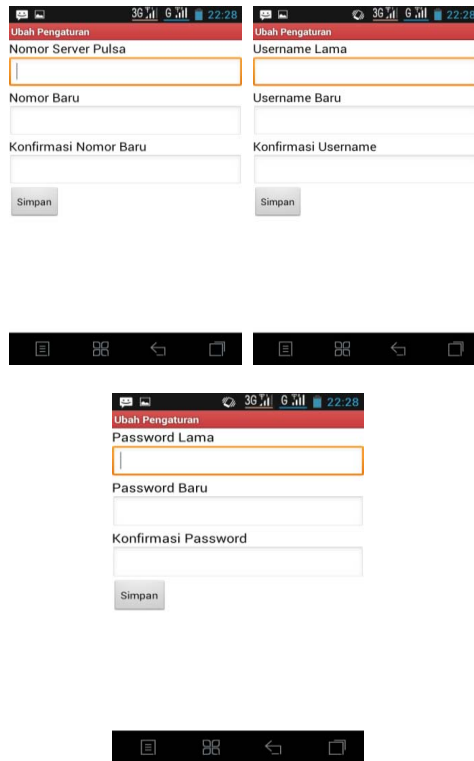 3G G 22:28
Ubah Pengaturan
Nomor Server Pulsa
Nomor Baru
Konfirmasi Nomor Baru
Simpan
3G G 22:28
Ubah Pengaturan
Username Lama
Username Baru
Konfirmasi Username
Simpan
3G G 22:28
Ubah Pengaturan
Password Lama
Password Baru
Konfirmasi Password
Simpan